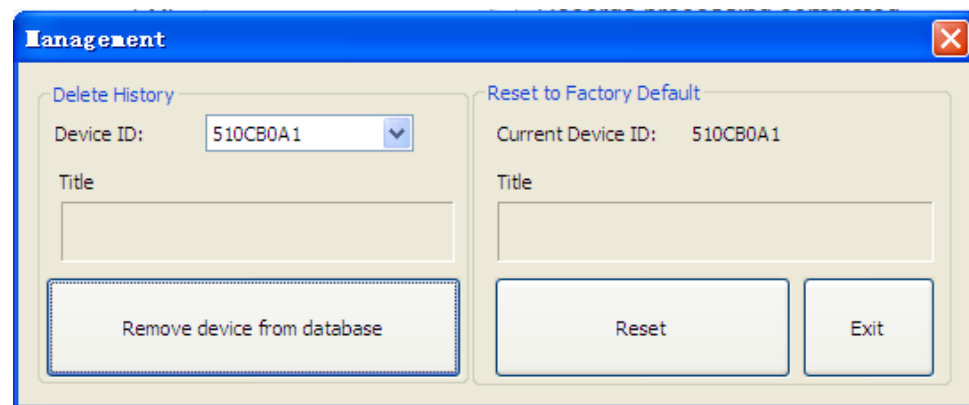 Management
Delete History
Device ID: 510CB0A1
Title
Remove device from database
Reset to Factory Default
Current Device ID: 510CB0A1
Title
Reset
Exit